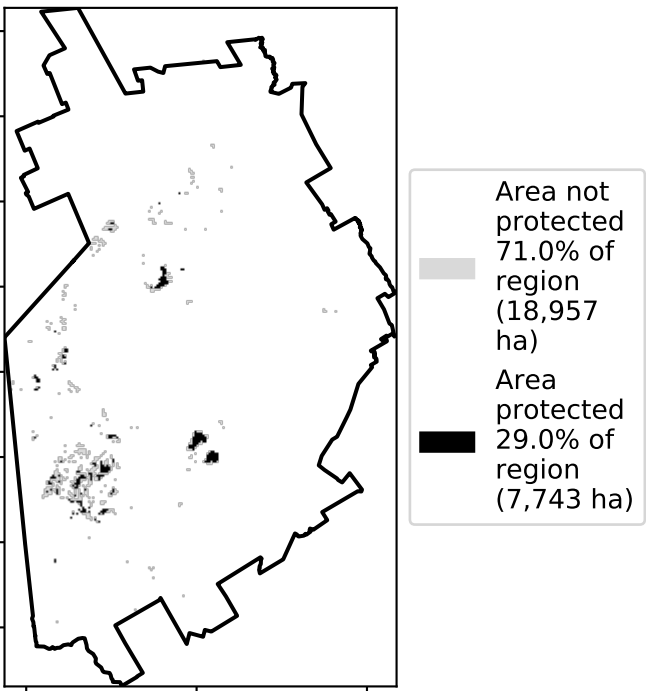 Area not
protected
71.0% of
region
(18,957
ha)
Area
protected
29.0% of
region
(7,743 ha)